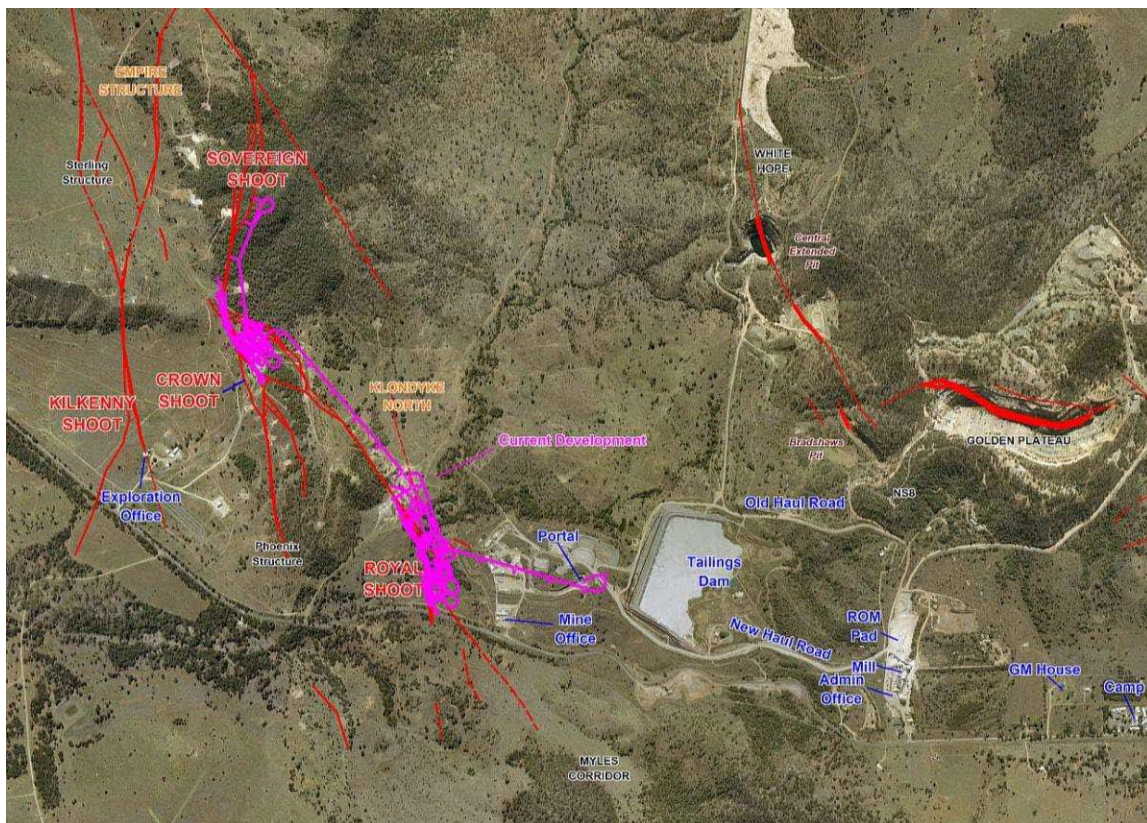 EMPIRE
STRUCTURE
Sterling
Structure
SOVEREIGN
SHOOT
WHITE
HOPE
Central
Extended
Pit
KILKENNY
SHOOT
CROWN
SHOOT
KLONDYKE
NORTH
Current Development
Bradshaws
Pit
GOLDEN PLATEAU
NS8
Exploration
Office
Phoenix
Structure
ROYAL
SHOOT
Portal
Old Haul Road
Tailings
Dam
Mine
Office
New Haul Road
ROM
Pad
Mill
Admin
Office
GM House
Camp
MYLES
CORRIDOR